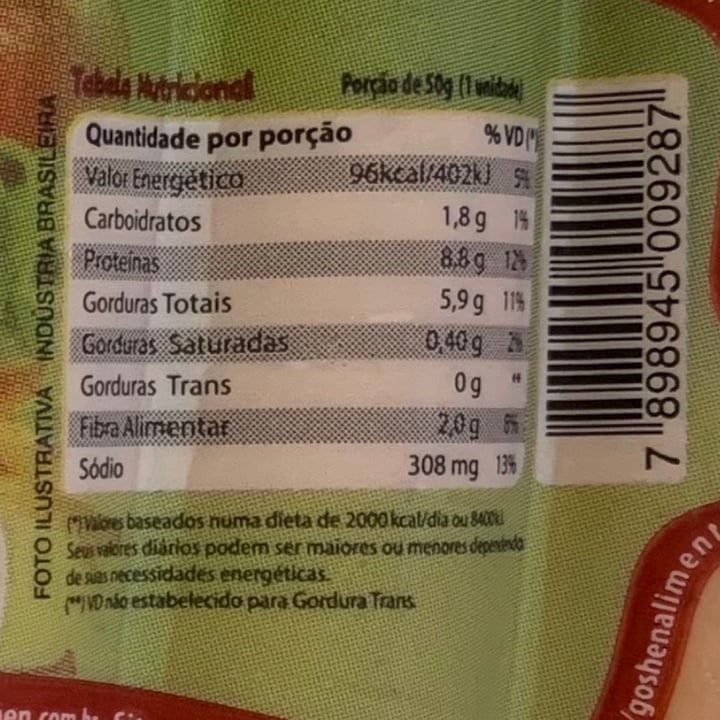 Tabela Nutricional Porção de 50g (1 unidade)
Quantidade por porção % VD(*)
Valor Energético 96kcal/402kJ 5%
Carboidratos 1,8 g 1%
Proteínas 8,8 g 12%
Gorduras Totais 5,9 g 11%
Gorduras Saturadas 0,40 g 2%
Gorduras Trans 0 g **
Fibra Alimentar 2,0 g 8%
Sódio 308 mg 13%
(*) Valores baseados numa dieta de 2000 kcal/dia ou 8400kJ
Seus valores diários podem ser maiores ou menores dependendo
de suas necessidades energéticas.
(**) VD não estabelecido para Gordura Trans.
FOTO ILUSTRATIVA INDÚSTRIA BRASILEIRA
7 898945 009287
/goshenalimen